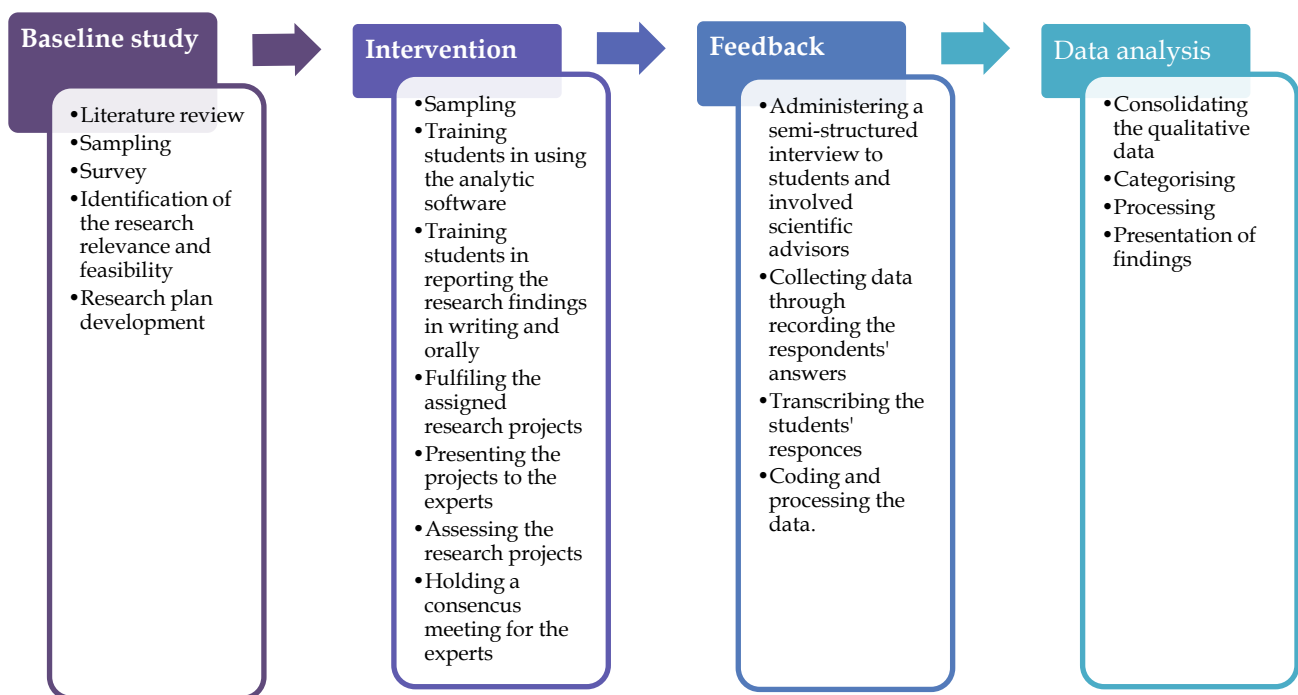 Baseline study
•Literature review
•Sampling
•Survey
•Identification of
the research
relevance and
feasibility
•Research plan
development
Intervention
•Sampling
•Training
students in using
the analytic
software
•Training
students in
reporting the
research findings
in writing and
orally
•Fulfiling the
assigned
research projects
•Presenting the
projects to the
experts
•Assessing the
research projects
•Holding a
consencus
meeting for the
experts
Feedback
•Administering a
semi-structured
interview to
students and
involved
scientific
advisors
•Collecting data
through
recording the
respondents'
answers
•Transcribing the
students'
responces
•Coding and
processing the
data.
Data analysis
•Consolidating
the qualitative
data
•Categorising
•Processing
•Presentation of
findings